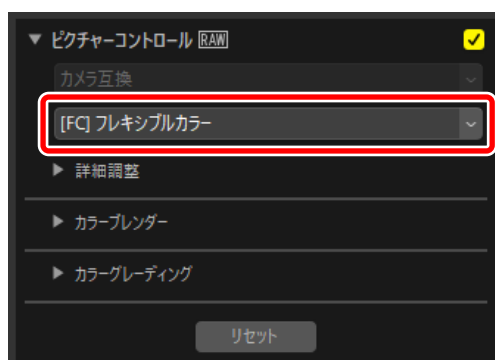 ▼ ピクチャーコントロール RAW
カメラ互換
[FC] フレキシブルカラー
▶ 詳細調整
▶ カラーブレンダー
▶ カラーグレーディング
リセット